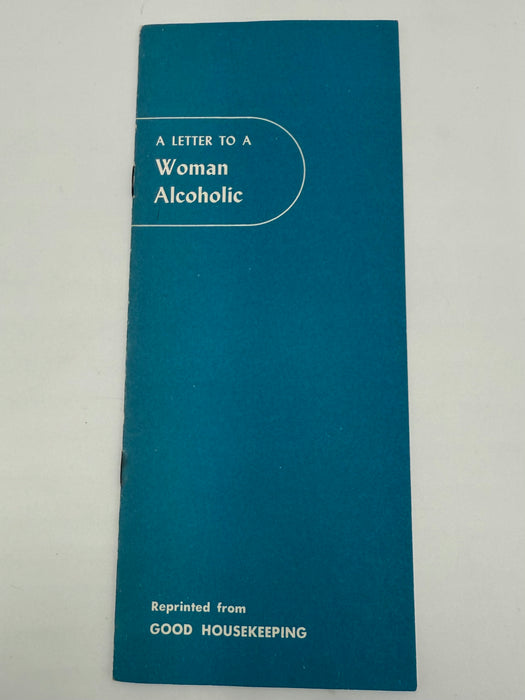 A LETTER TO A
Woman
Alcoholic
Reprinted from
GOOD HOUSEKEEPING